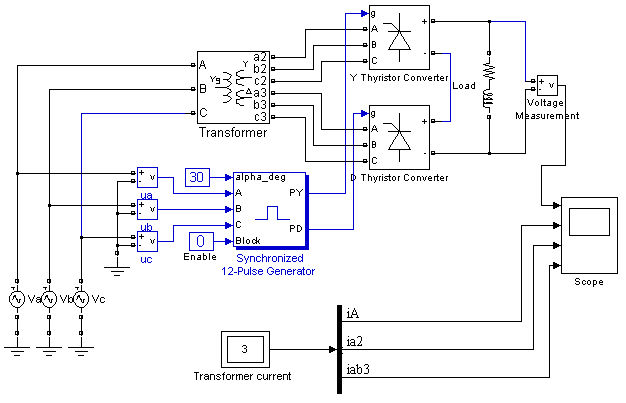 g
A
B
C
+
-
Y Thyristor Converter
A
B
C
Yg
Y
Δ
a2
b2
c2
a3
b3
c3
Transformer
Load
+
-
v
Voltage
Measurement
g
A
B
C
+
-
D Thyristor Converter
+
-
v
ua
+
-
v
ub
+
-
v
uc
30
0
Enable
alpha_deg
A
B
C
Block
PY
PD
Synchronized
12-Pulse Generator
Scope
Va
Vb
Vc
3
Transformer current
iA
ia2
iab3